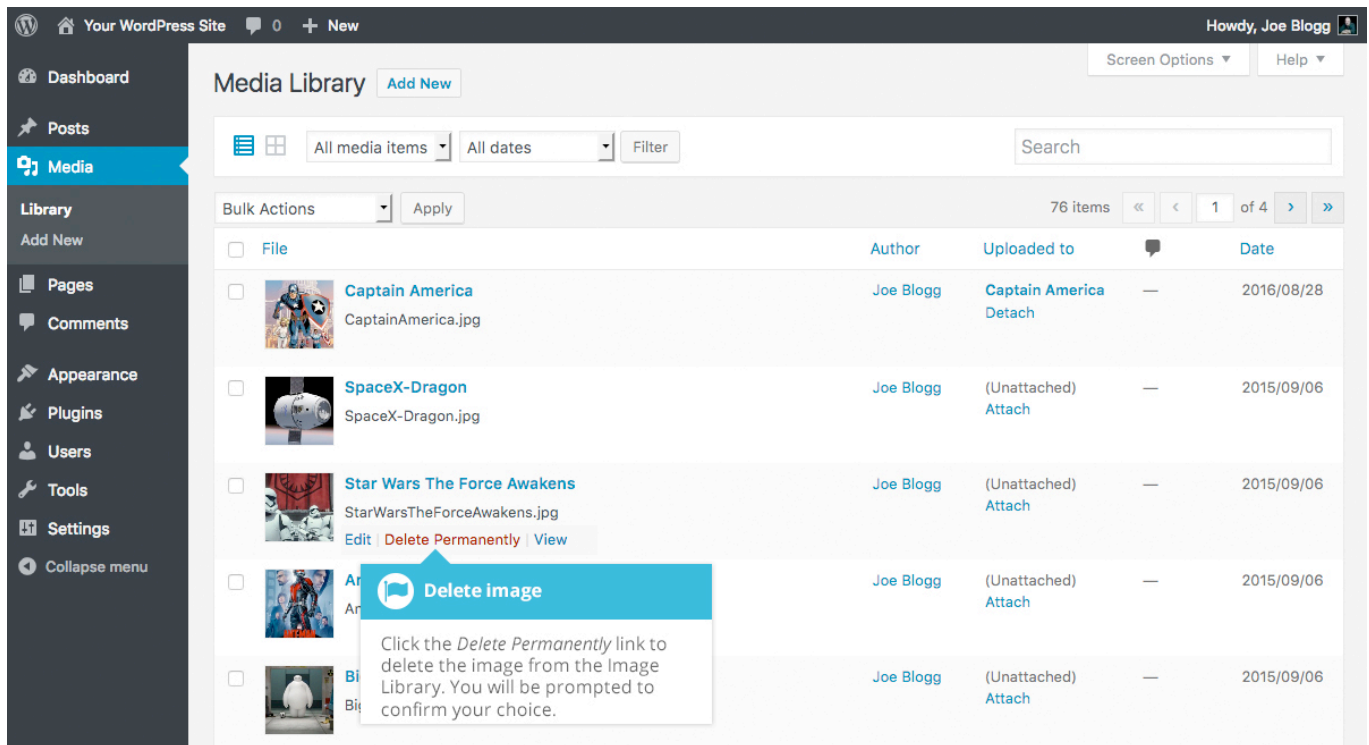 Your WordPress Site 0 + New Howdy, Joe Blogg
Screen Options Help
Dashboard
Posts
Media
Library
Add New
Pages
Comments
Appearance
Plugins
Users
Tools
Settings
Collapse menu
Media Library Add New
All media items All dates Filter Search
Bulk Actions Apply 76 items « ‹ 1 of 4 › »
File Author Uploaded to Date
Captain America Joe Blogg Captain America — 2016/08/28
CaptainAmerica.jpg Detach
SpaceX-Dragon Joe Blogg (Unattached) — 2015/09/06
SpaceX-Dragon.jpg Attach
Star Wars The Force Awakens Joe Blogg (Unattached) — 2015/09/06
StarWarsTheForceAwakens.jpg Attach
Edit | Delete Permanently | View
Joe Blogg (Unattached) — 2015/09/06
Attach
Delete image
Click the Delete Permanently link to
delete the image from the Image
Library. You will be prompted to
confirm your choice.
Joe Blogg (Unattached) — 2015/09/06
Attach